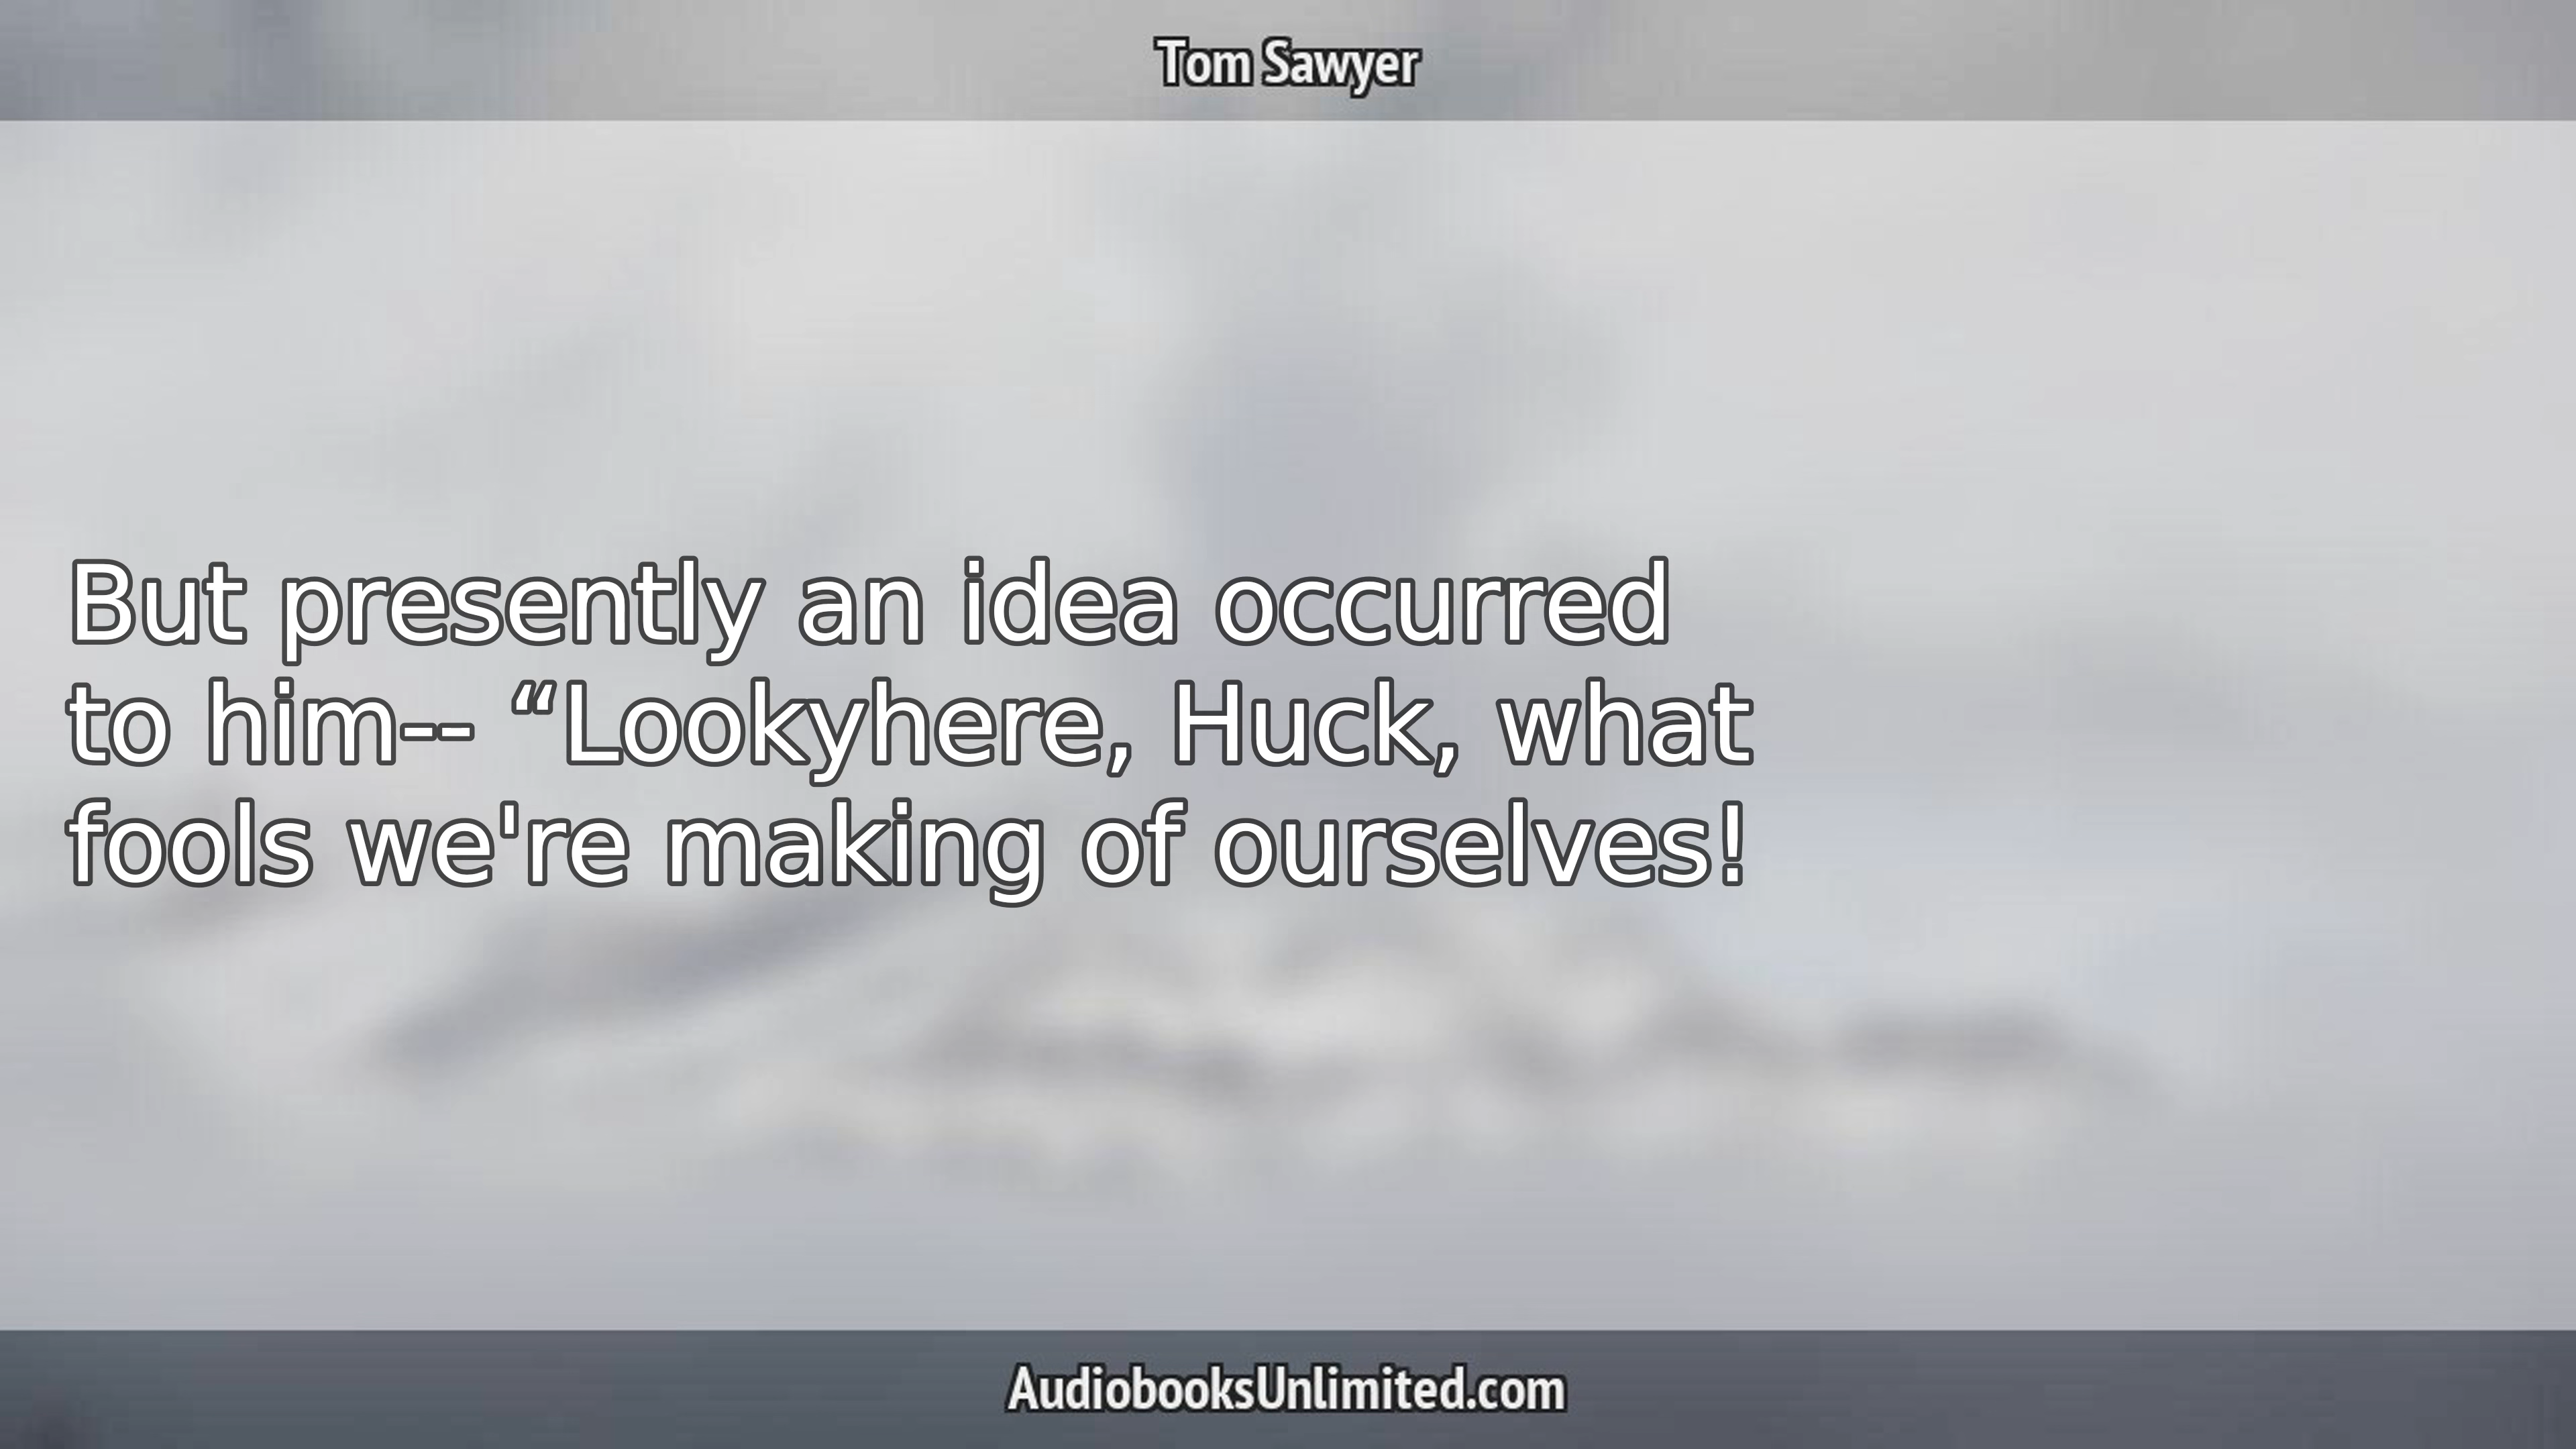 Tom Sawyer
But presently an idea occurred
to him-- “Lookyhere, Huck, what
fools we're making of ourselves!
AudiobooksUnlimited.com